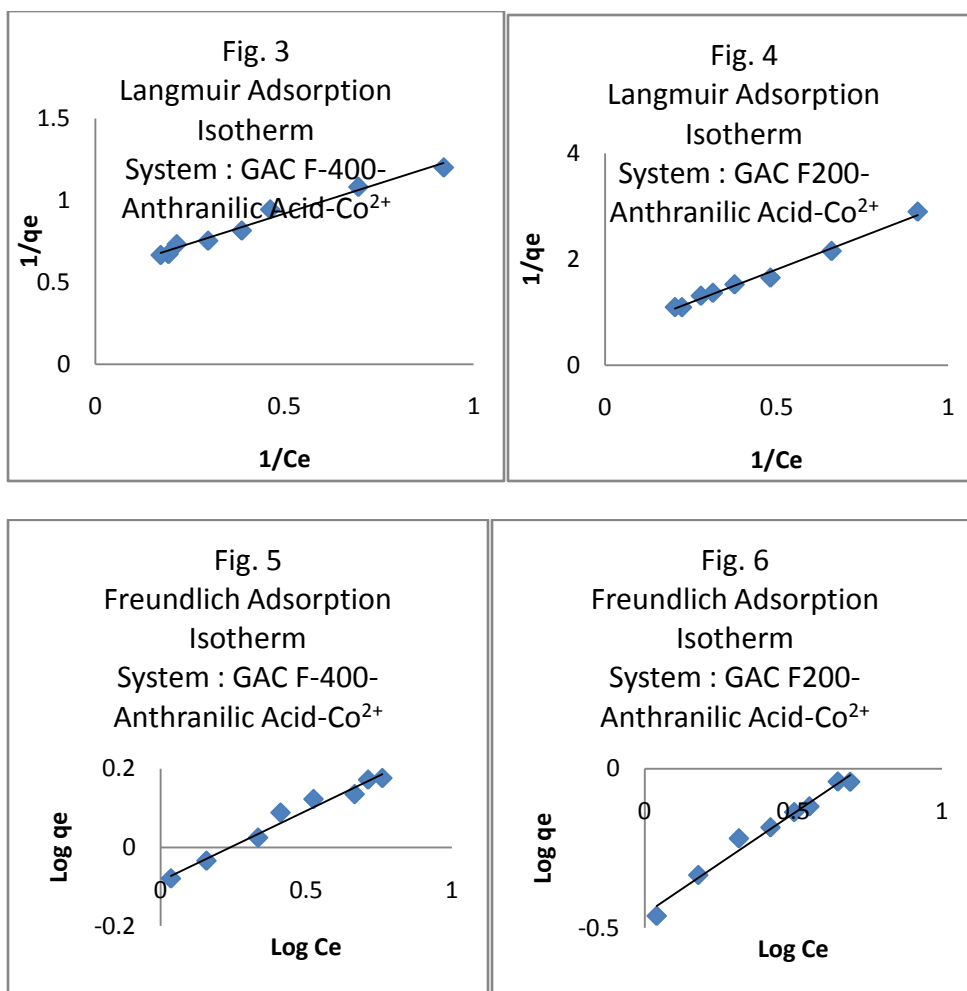 Fig. 3
Langmuir Adsorption
Isotherm
System : GAC F-400-
Anthranilic Acid-Co²⁺
1.5
1
0.5
0
0
0.5
1
1/qe
1/Ce
Fig. 4
Langmuir Adsorption
Isotherm
System : GAC F200-
Anthranilic Acid-Co²⁺
4
2
0
0
0.5
1
1/qe
1/Ce
Fig. 5
Freundlich Adsorption
Isotherm
System : GAC F-400-
Anthranilic Acid-Co²⁺
0.2
0
-0.2
0
0.5
1
Log qe
Log Ce
Fig. 6
Freundlich Adsorption
Isotherm
System : GAC F200-
Anthranilic Acid-Co²⁺
0
-0.5
0
0.5
1
Log qe
Log Ce